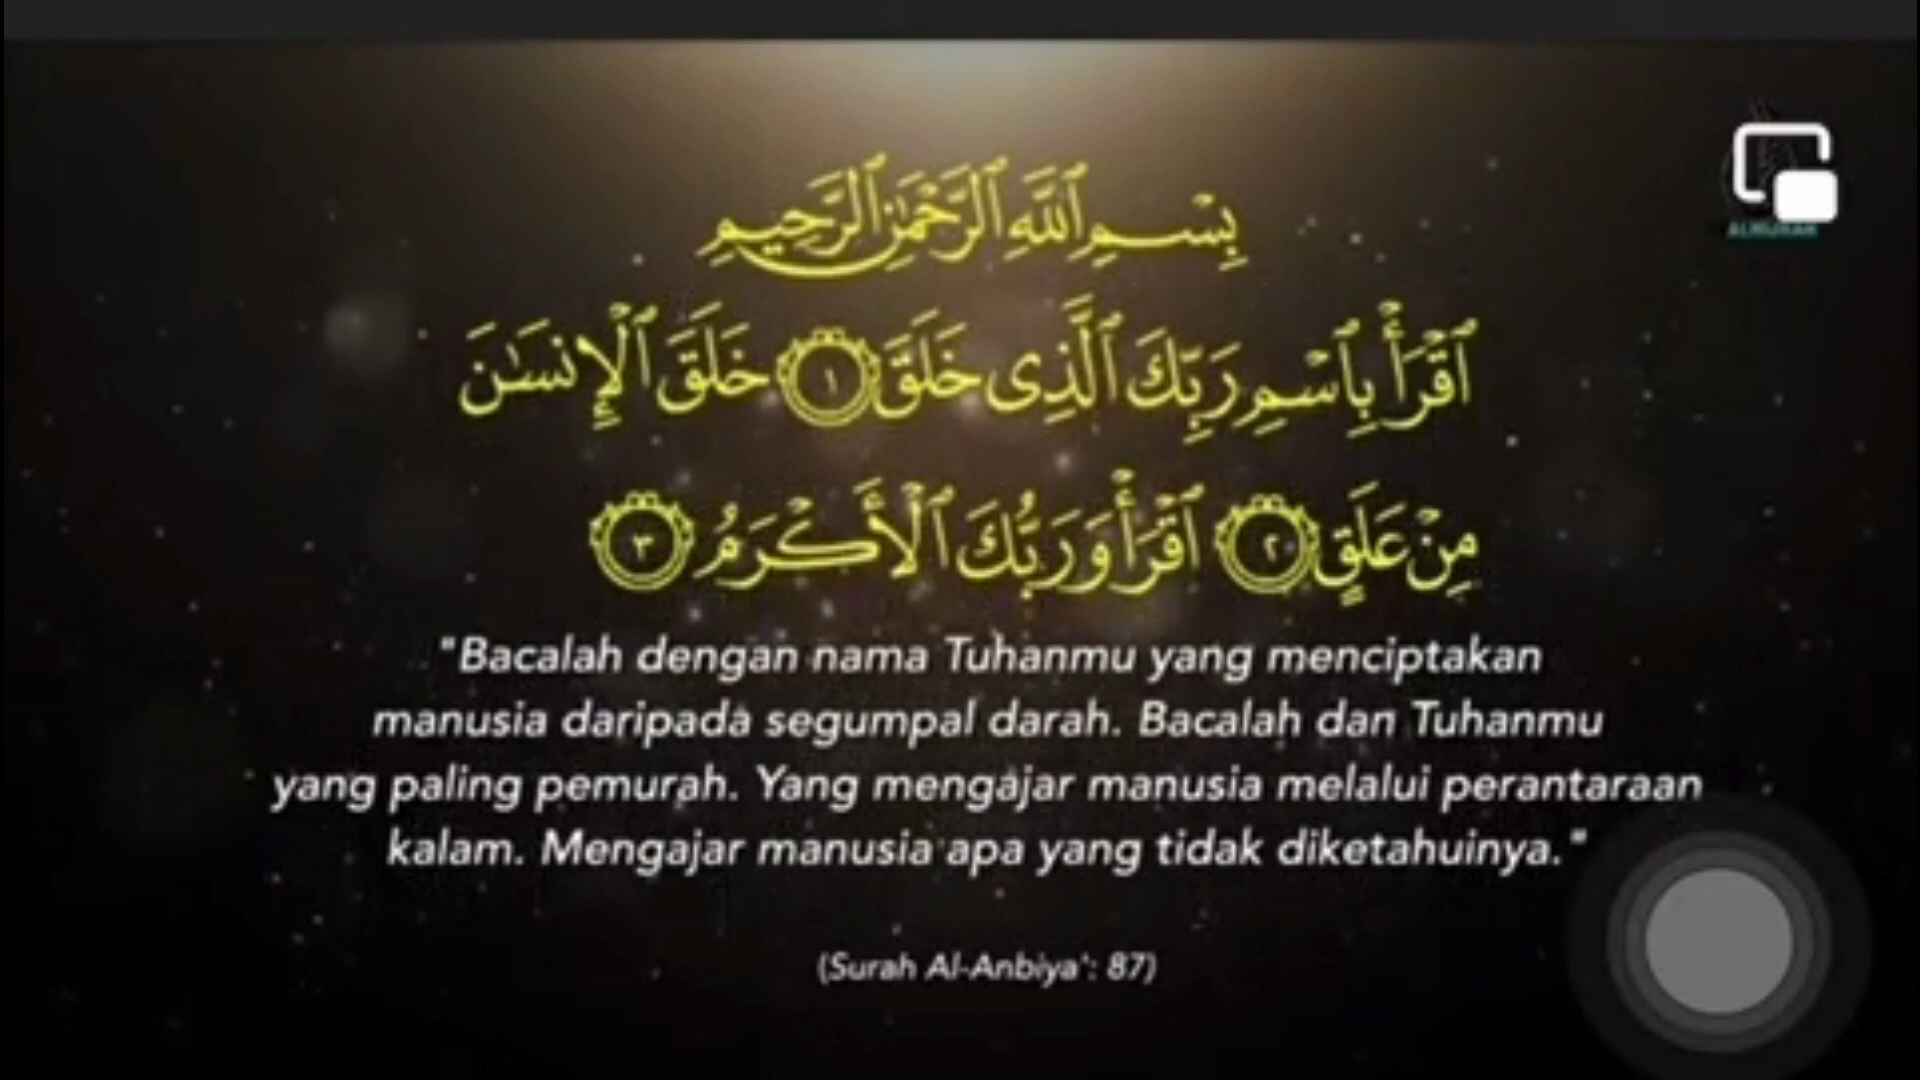 بِسْمِ ٱللَّهِ ٱلرَّحْمَٰنِ ٱلرَّحِيمِ
ٱقْرَأْ بِٱسْمِ رَبِّكَ ٱلَّذِى خَلَقَ ١ خَلَقَ ٱلْإِنسَٰنَ
مِنْ عَلَقٍ ٢ ٱقْرَأْ وَرَبُّكَ ٱلْأَكْرَمُ ٣
"Bacalah dengan nama Tuhanmu yang menciptakan
manusia daripada segumpal darah. Bacalah dan Tuhanmu
yang paling pemurah. Yang mengajar manusia melalui perantaraan
kalam. Mengajar manusia apa yang tidak diketahuinya."
(Surah Al-Anbiya': 87)